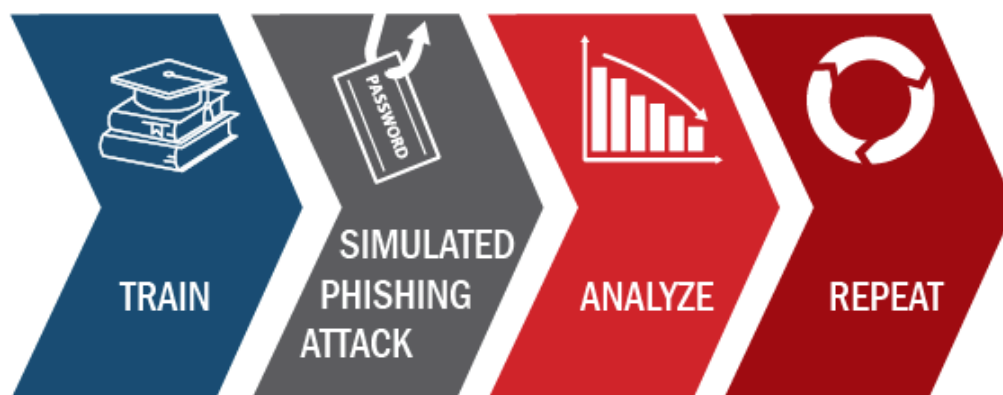 PASSWORD
TRAIN
SIMULATED
PHISHING
ATTACK
ANALYZE
REPEAT